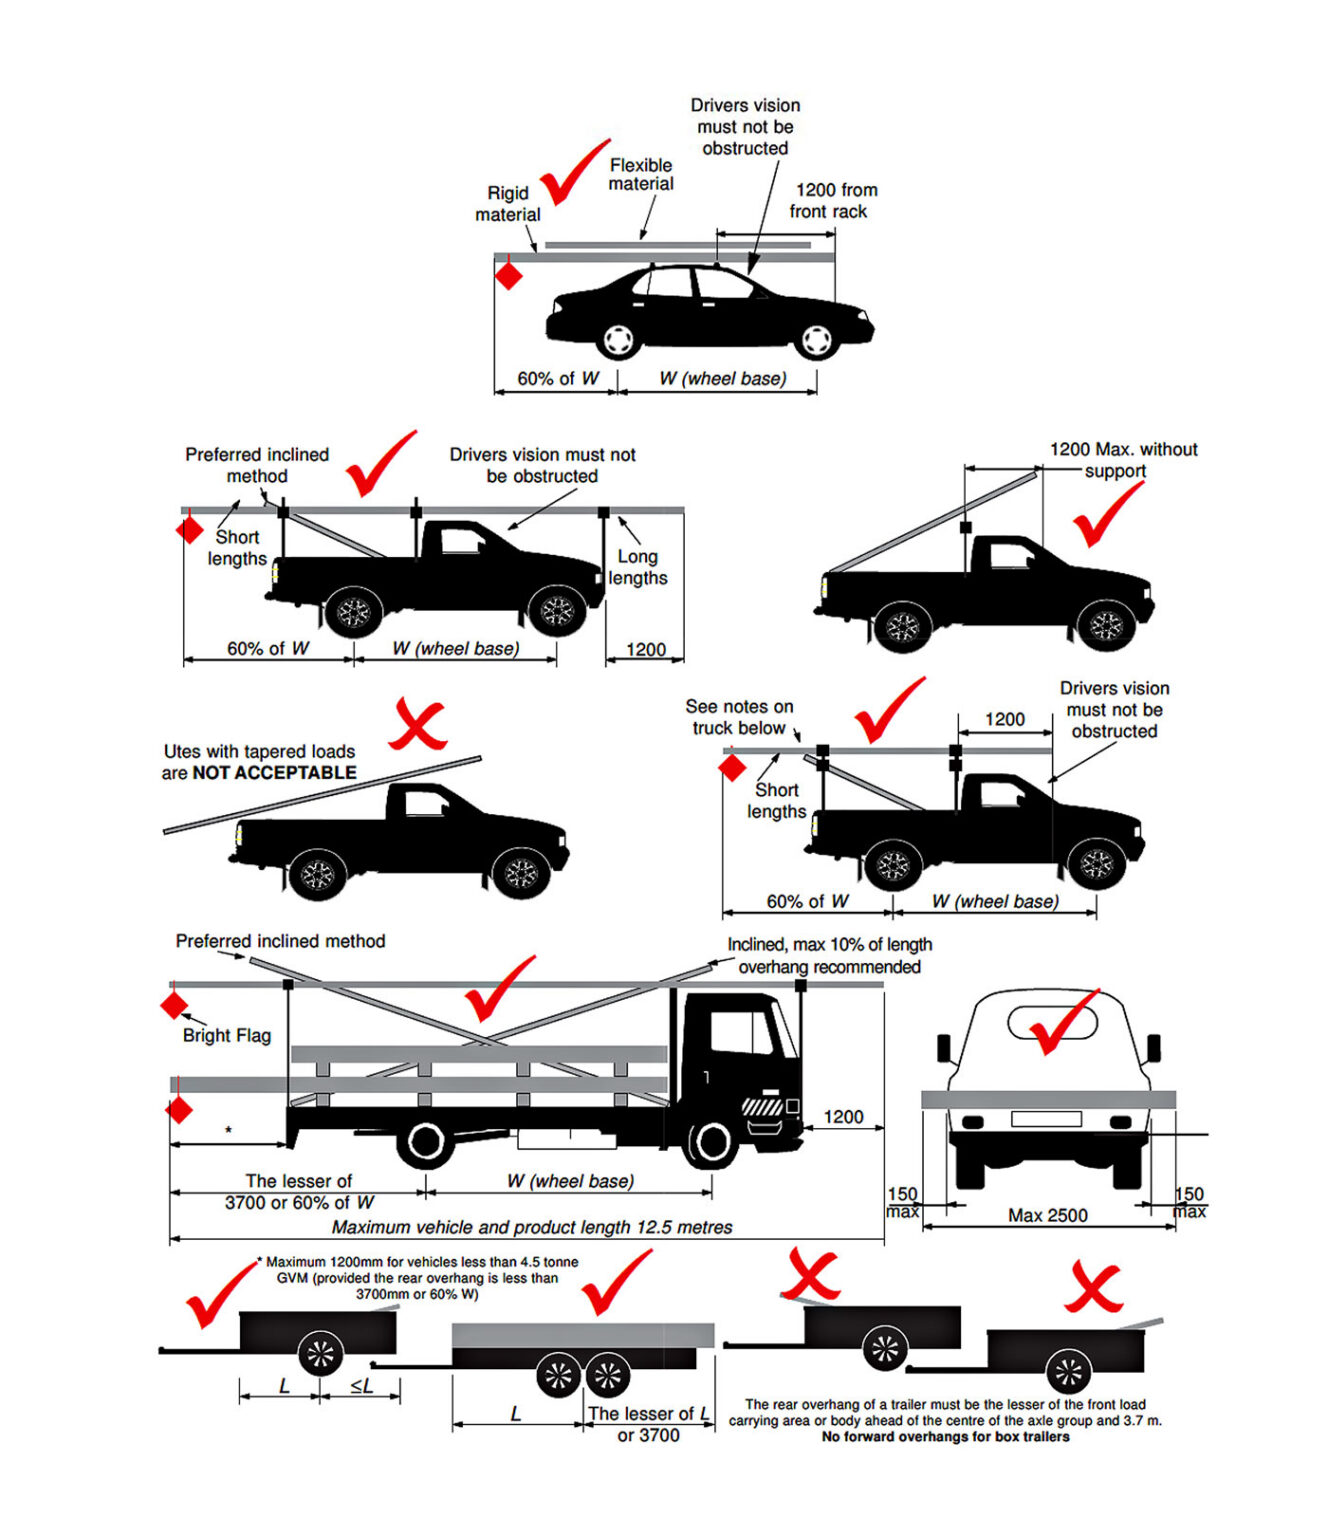 Drivers vision
must not be
obstructed
Flexible
material
Rigid
material
1200 from
front rack
60% of W
W (wheel base)
Preferred inclined
method
Drivers vision must not
be obstructed
Short
lengths
Long
lengths
60% of W
W (wheel base)
1200
1200 Max. without
support
Utes with tapered loads
are NOT ACCEPTABLE
See notes on
truck below
1200
Drivers vision
must not be
obstructed
Short
lengths
60% of W
W (wheel base)
Preferred inclined method
Inclined, max 10% of length
overhang recommended
Bright Flag
*
1200
The lesser of
3700 or 60% of W
W (wheel base)
Maximum vehicle and product length 12.5 metres
150
max
Max 2500
150
max
* Maximum 1200mm for vehicles less than 4.5 tonne
GVM (provided the rear overhang is less than
3700mm or 60% W)
L
≤L
L
The lesser of L
or 3700
The rear overhang of a trailer must be the lesser of the front load
carrying area or body ahead of the centre of the axle group and 3.7 m.
No forward overhangs for box trailers